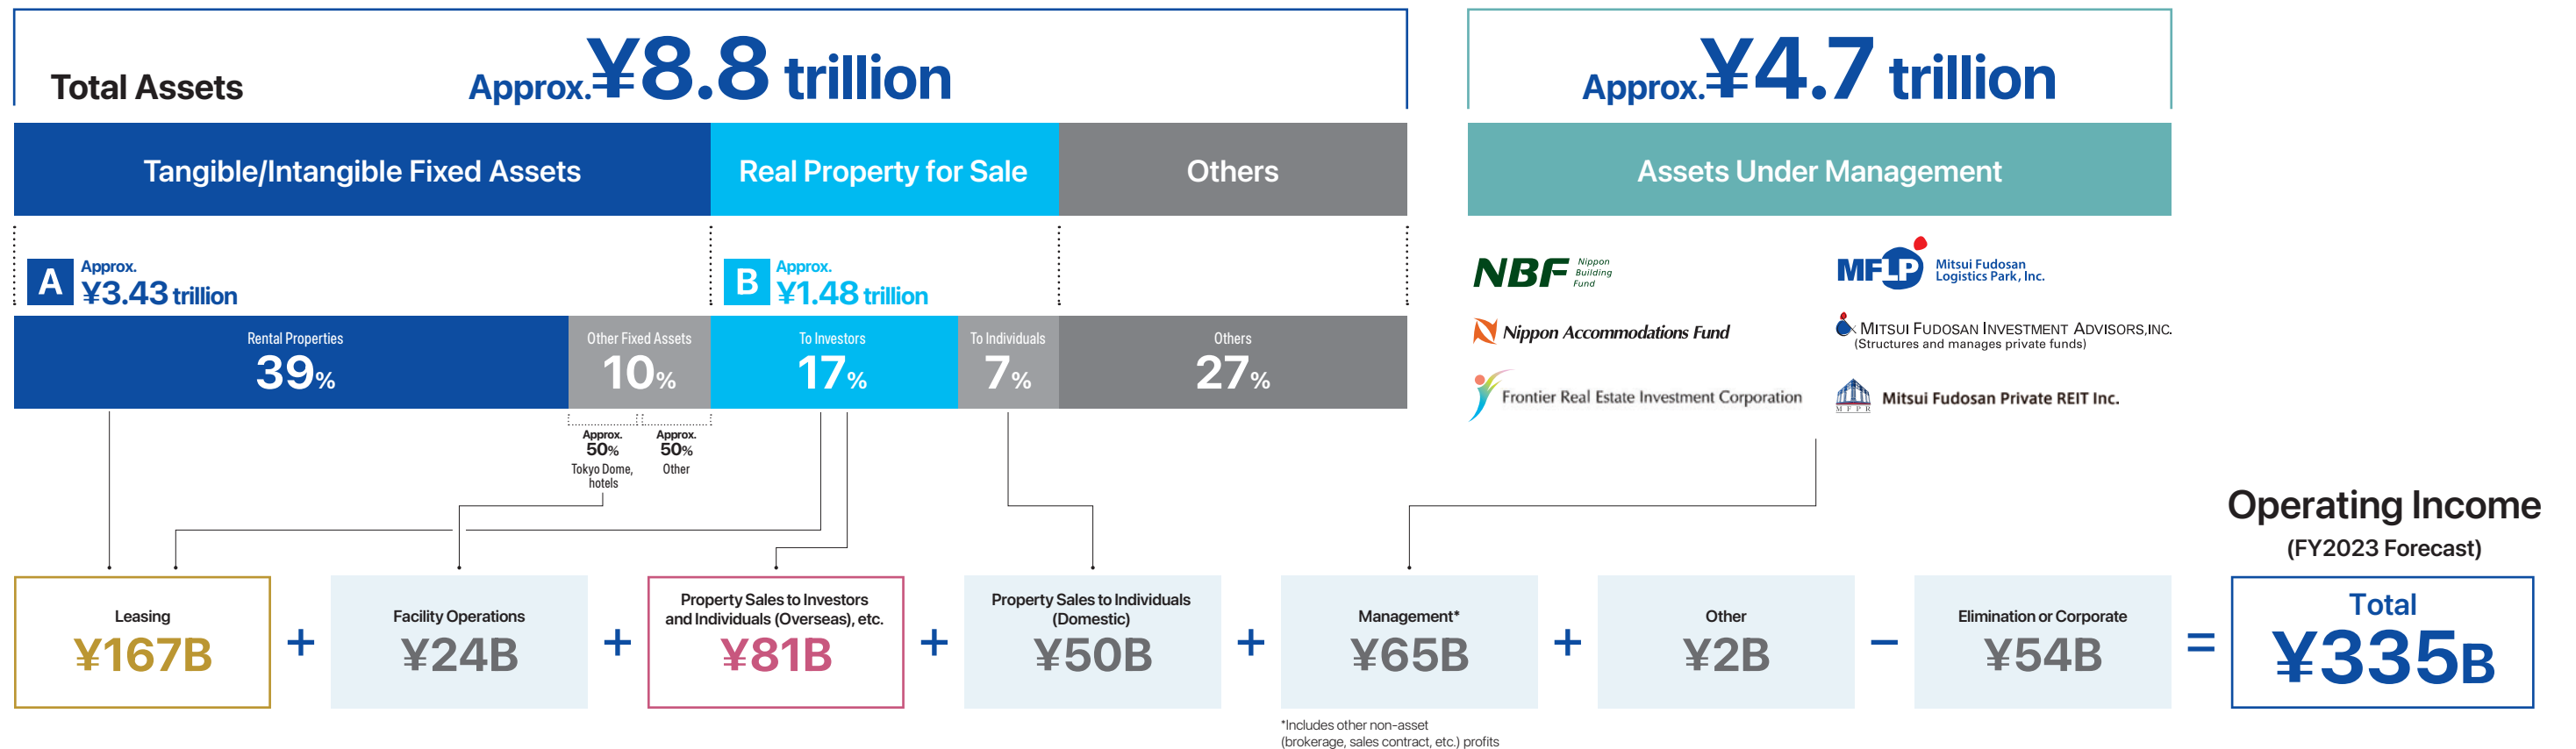 Total Assets
Approx.¥8.8 trillion
Approx.¥4.7 trillion
Tangible/Intangible Fixed Assets
Real Property for Sale
Others
Assets Under Management
A
Approx.
¥3.43 trillion
B
Approx.
¥1.48 trillion
Rental Properties
39%
Other Fixed Assets
10%
To Investors
17%
To Individuals
7%
Others
27%
Approx.
50%
Tokyo Dome,
hotels
Approx.
50%
Other
NBF
Nippon
Building
Fund
MFLP
Mitsui Fudosan
Logistics Park, Inc.
Nippon Accommodations Fund
MITSUI FUDOSAN INVESTMENT ADVISORS,INC.
(Structures and manages private funds)
Frontier Real Estate Investment Corporation
MFPR
Mitsui Fudosan Private REIT Inc.
Operating Income
(FY2023 Forecast)
Leasing
¥167B
+
Facility Operations
¥24B
+
Property Sales to Investors
and Individuals (Overseas), etc.
¥81B
+
Property Sales to Individuals
(Domestic)
¥50B
+
Management*
¥65B
+
Other
¥2B
−
Elimination or Corporate
¥54B
=
Total
¥335B
*Includes other non-asset
(brokerage, sales contract, etc.) profits